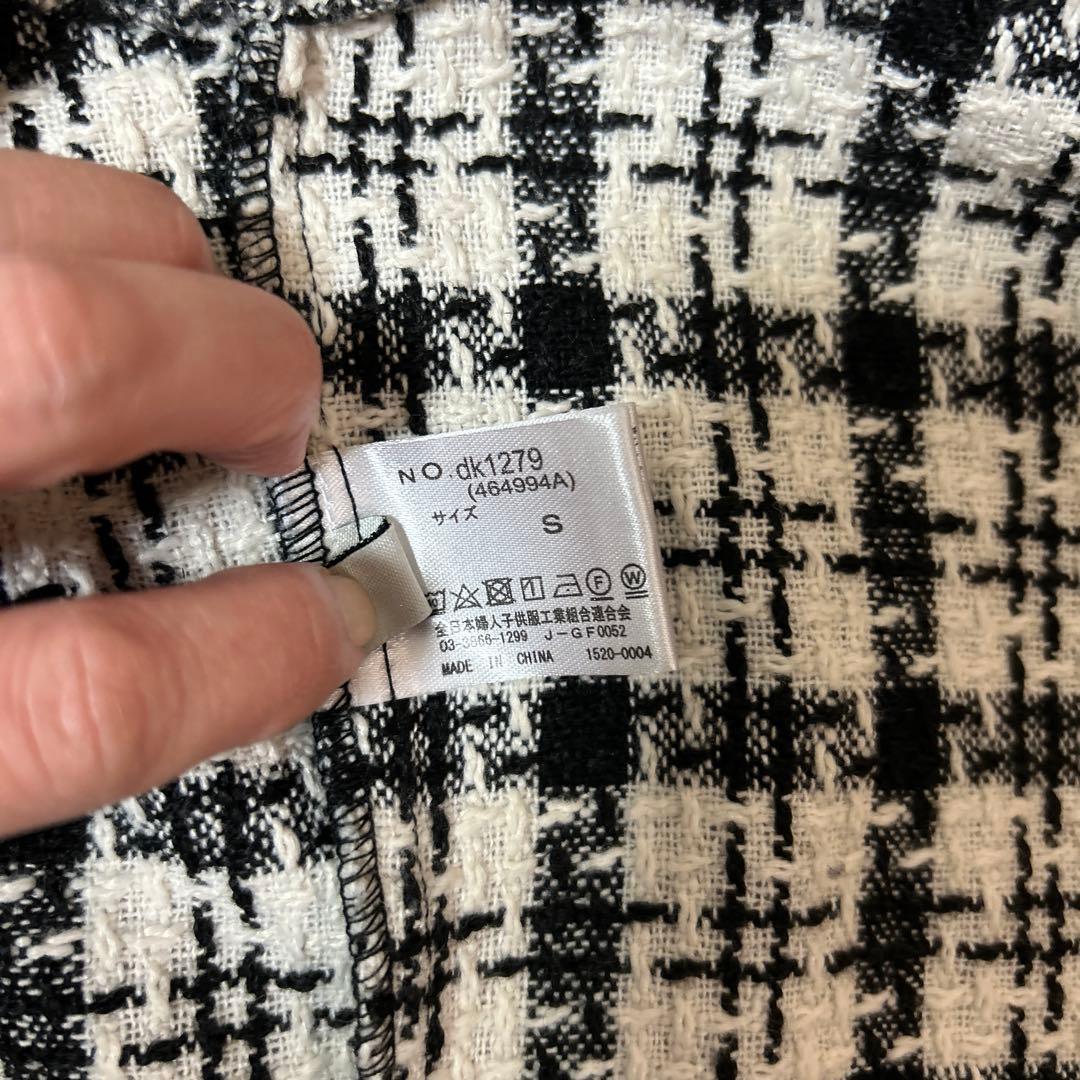 NO.dk1279
(464994A)
サイズ S
F W
全日本婦人子供服工業組合連合会
03-3966-1299 J-GF0052
MADE IN CHINA 1520-0004